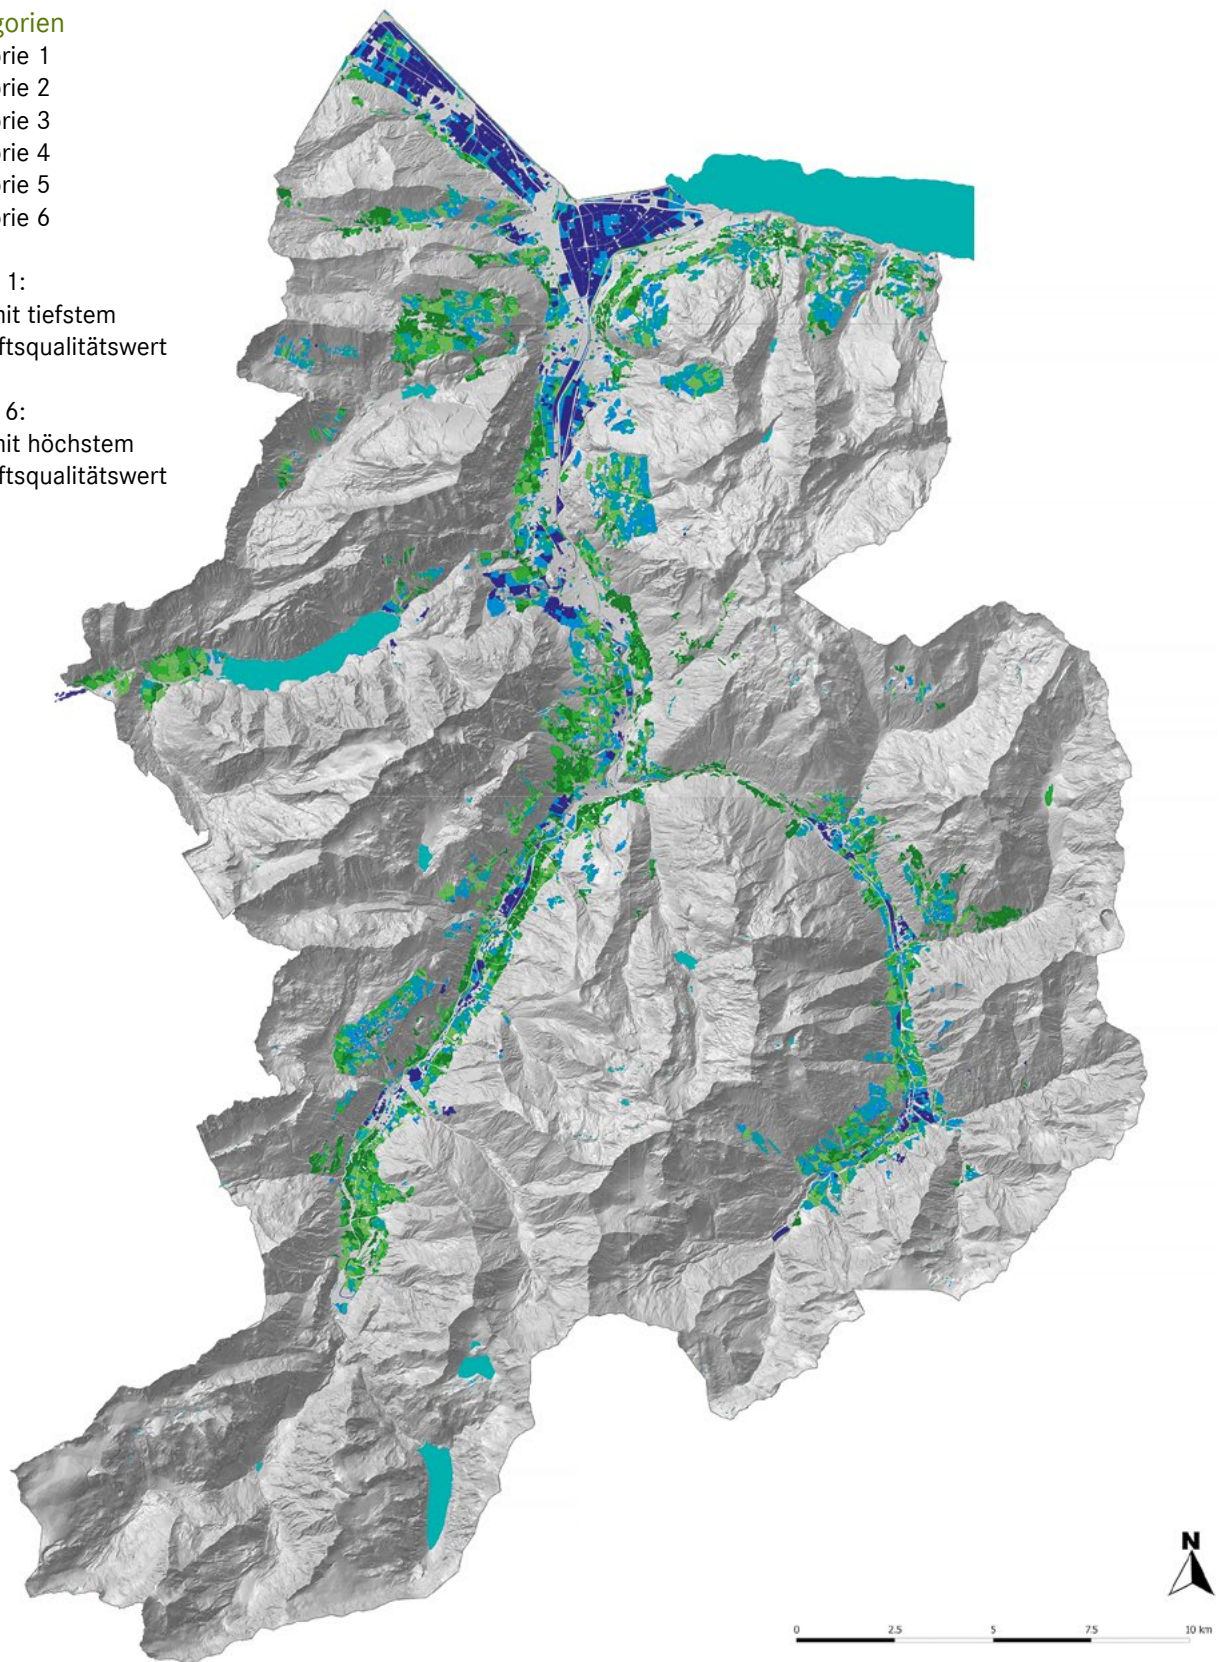 gorien
rie 1
rie 2
rie 3
rie 4
rie 5
rie 6
1:
nit tiefstem
ftsqualitätswert
6:
nit höchstem
ftsqualitätswert
N
0 2.5 5 7.5 10 km